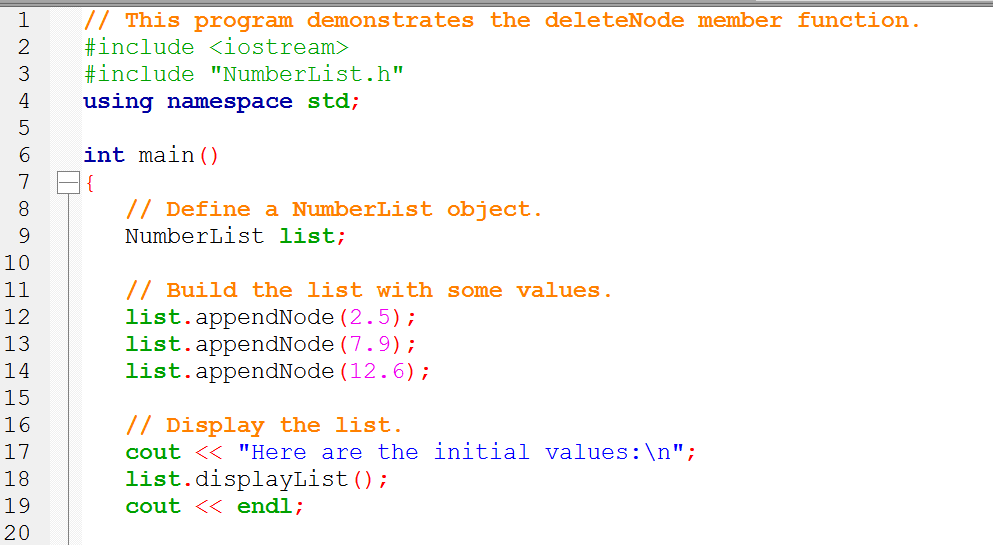 1 // This program demonstrates the deleteNode member function.
2 #include <iostream>
3 #include "NumberList.h"
4 using namespace std;
5
6 int main()
7 {
8 // Define a NumberList object.
9 NumberList list;
10
11 // Build the list with some values.
12 list.appendNode(2.5);
13 list.appendNode(7.9);
14 list.appendNode(12.6);
15
16 // Display the list.
17 cout << "Here are the initial values:\n";
18 list.displayList();
19 cout << endl;
20